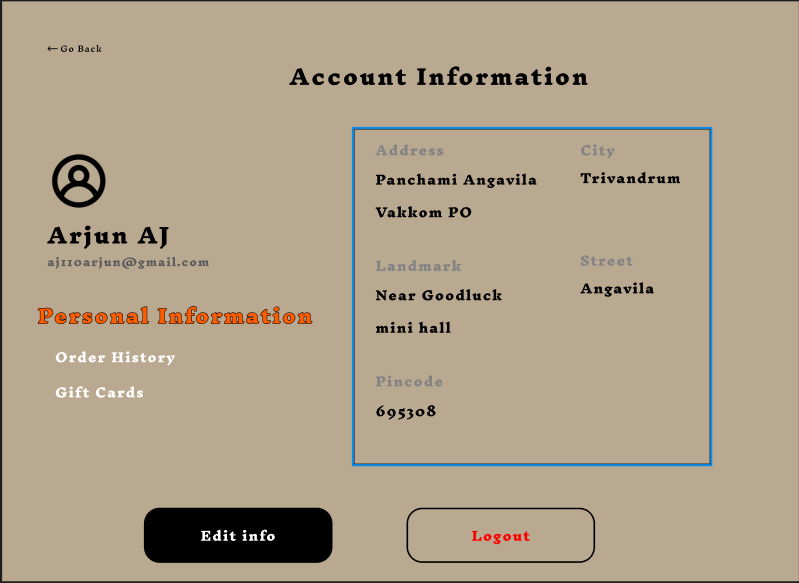 ← Go Back
Account Information
Arjun AJ
aj110arjun@gmail.com
Personal Information
Order History
Gift Cards
Address
Panchami Angavila
Vakkom PO
City
Trivandrum
Landmark
Near Goodluck
mini hall
Street
Angavila
Pincode
695308
Edit info
Logout